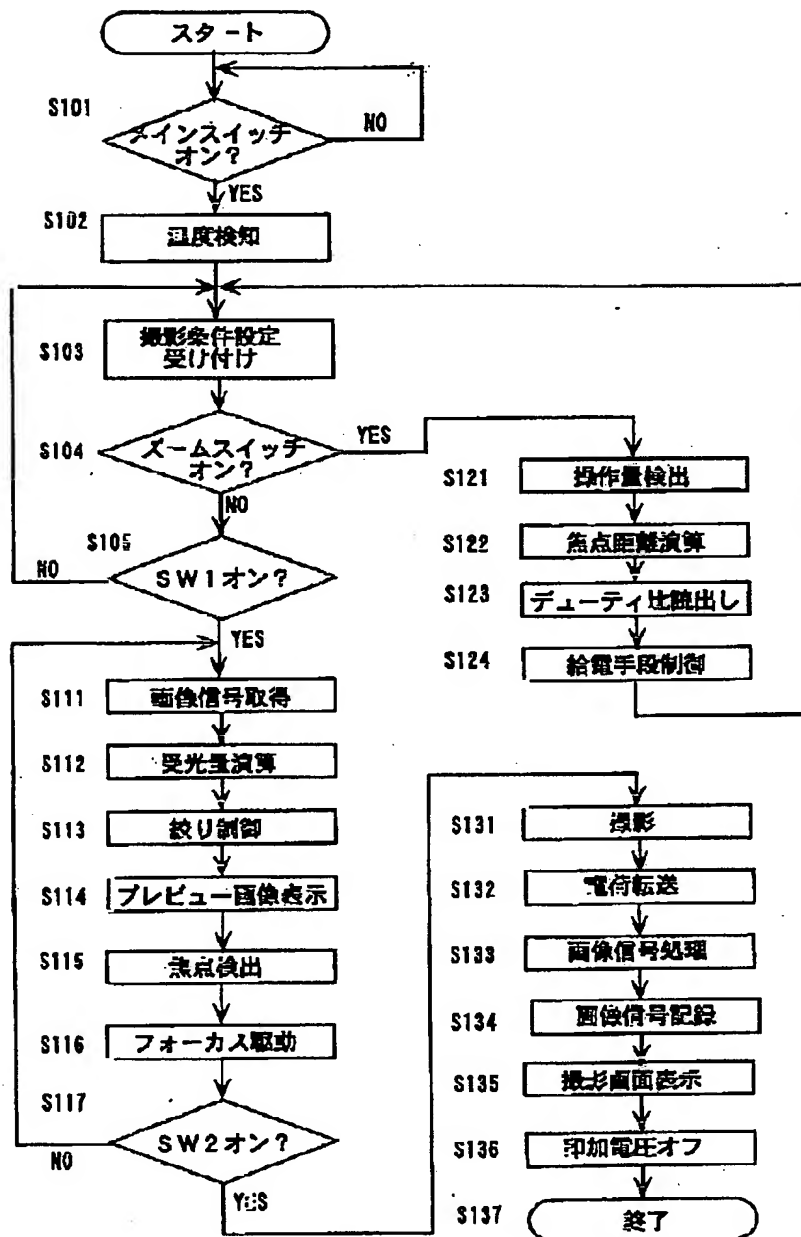 スタート
S101
メインスイッチ
オン?
NO
YES
S102
温度検知
S103
撮影条件設定
受け付け
S104
ズームスイッチ
オン?
YES
NO
S105
SW1オン?
NO
YES
S111
画像信号取得
S112
受光量演算
S113
絞り制御
S114
プレビュー画像表示
S115
焦点検出
S116
フォーカス駆動
S117
SW2オン?
NO
YES
S121
操作量検出
S122
焦点距離演算
S123
デューティ比読出し
S124
給電手段制御
S131
撮影
S132
電荷転送
S133
画像信号処理
S134
画像信号記録
S135
撮影画面表示
S136
印加電圧オフ
S137
終了